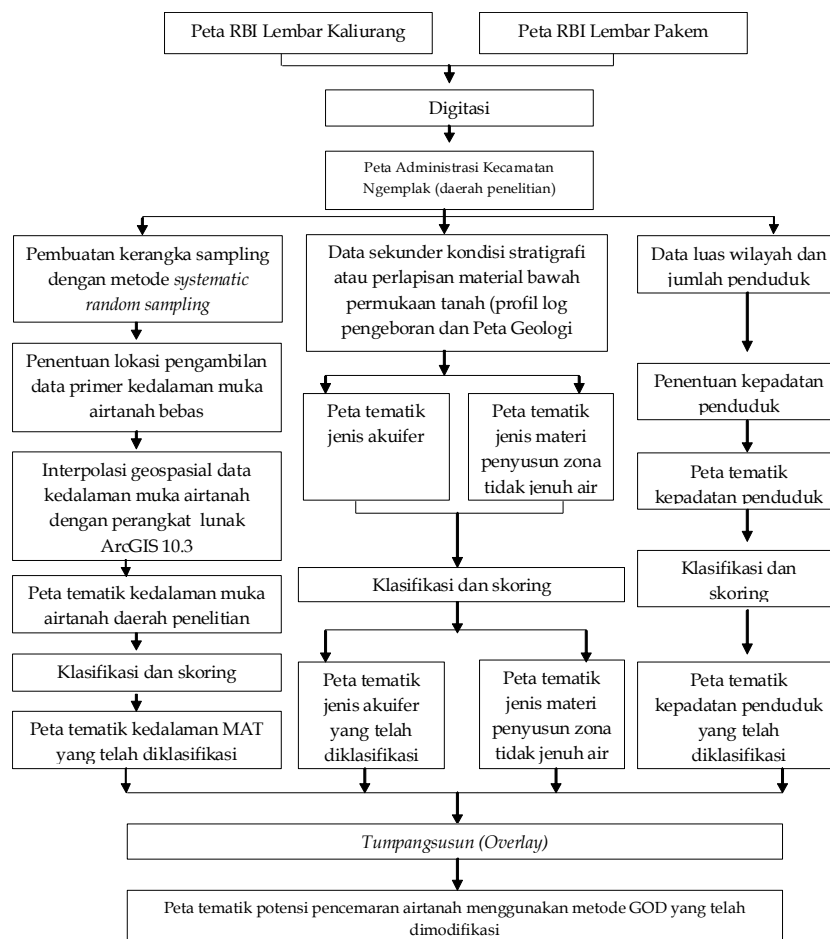 Peta RBI Lembar Kaliurang
Peta RBI Lembar Pakem
Digitasi
Peta Administrasi Kecamatan
Ngemplak (daerah penelitian)
Pembuatan kerangka sampling
dengan metode systematic
random sampling
Penentuan lokasi pengambilan
data primer kedalaman muka
airtanah bebas
Interpolasi geospasial data
kedalaman muka airtanah
dengan perangkat lunak
ArcGIS 10.3
Peta tematik kedalaman muka
airtanah daerah penelitian
Klasifikasi dan skoring
Peta tematik kedalaman MAT
yang telah diklasifikasi
Data sekunder kondisi stratigrafi
atau perlapisan material bawah
permukaan tanah (profil log
pengeboran dan Peta Geologi
Peta tematik
jenis akuifer
Peta tematik
jenis materi
penyusun zona
tidak jenuh air
Klasifikasi dan skoring
Peta tematik
jenis akuifer
yang telah
diklasifikasi
Peta tematik
jenis materi
penyusun zona
tidak jenuh air
Data luas wilayah dan
jumlah penduduk
Penentuan kepadatan
penduduk
Peta tematik
kepadatan penduduk
Klasifikasi dan
skoring
Peta tematik
kepadatan penduduk
yang telah
diklasifikasi
Tumpangsusun (Overlay)
Peta tematik potensi pencemaran airtanah menggunakan metode GOD yang telah
dimodifikasi